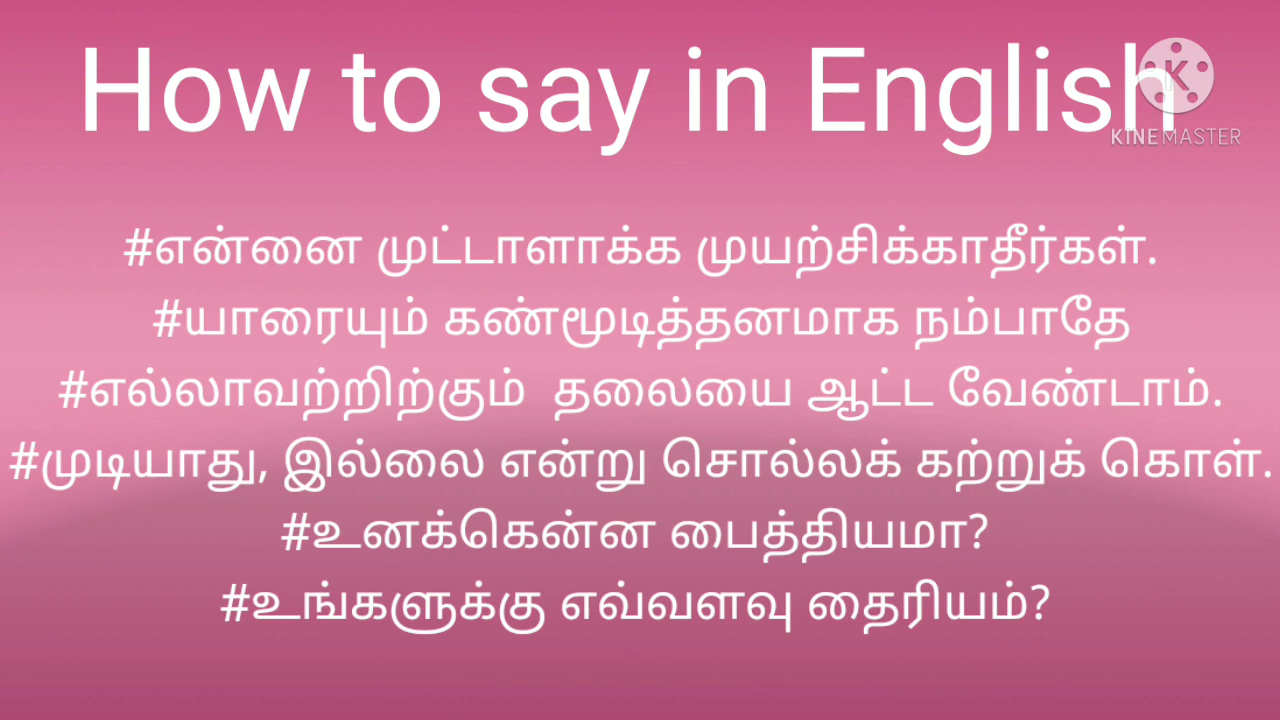 How to say in English
K
KINEMASTER
#என்னை முட்டாளாக்க முயற்சிக்காதீர்கள்.
#யாரையும் கண்மூடித்தனமாக நம்பாதே
#எல்லாவற்றிற்கும் தலையை ஆட்ட வேண்டாம்.
#முடியாது, இல்லை என்று சொல்லக் கற்றுக் கொள்.
#உனக்கென்ன பைத்தியமா?
#உங்களுக்கு எவ்வளவு தைரியம்?